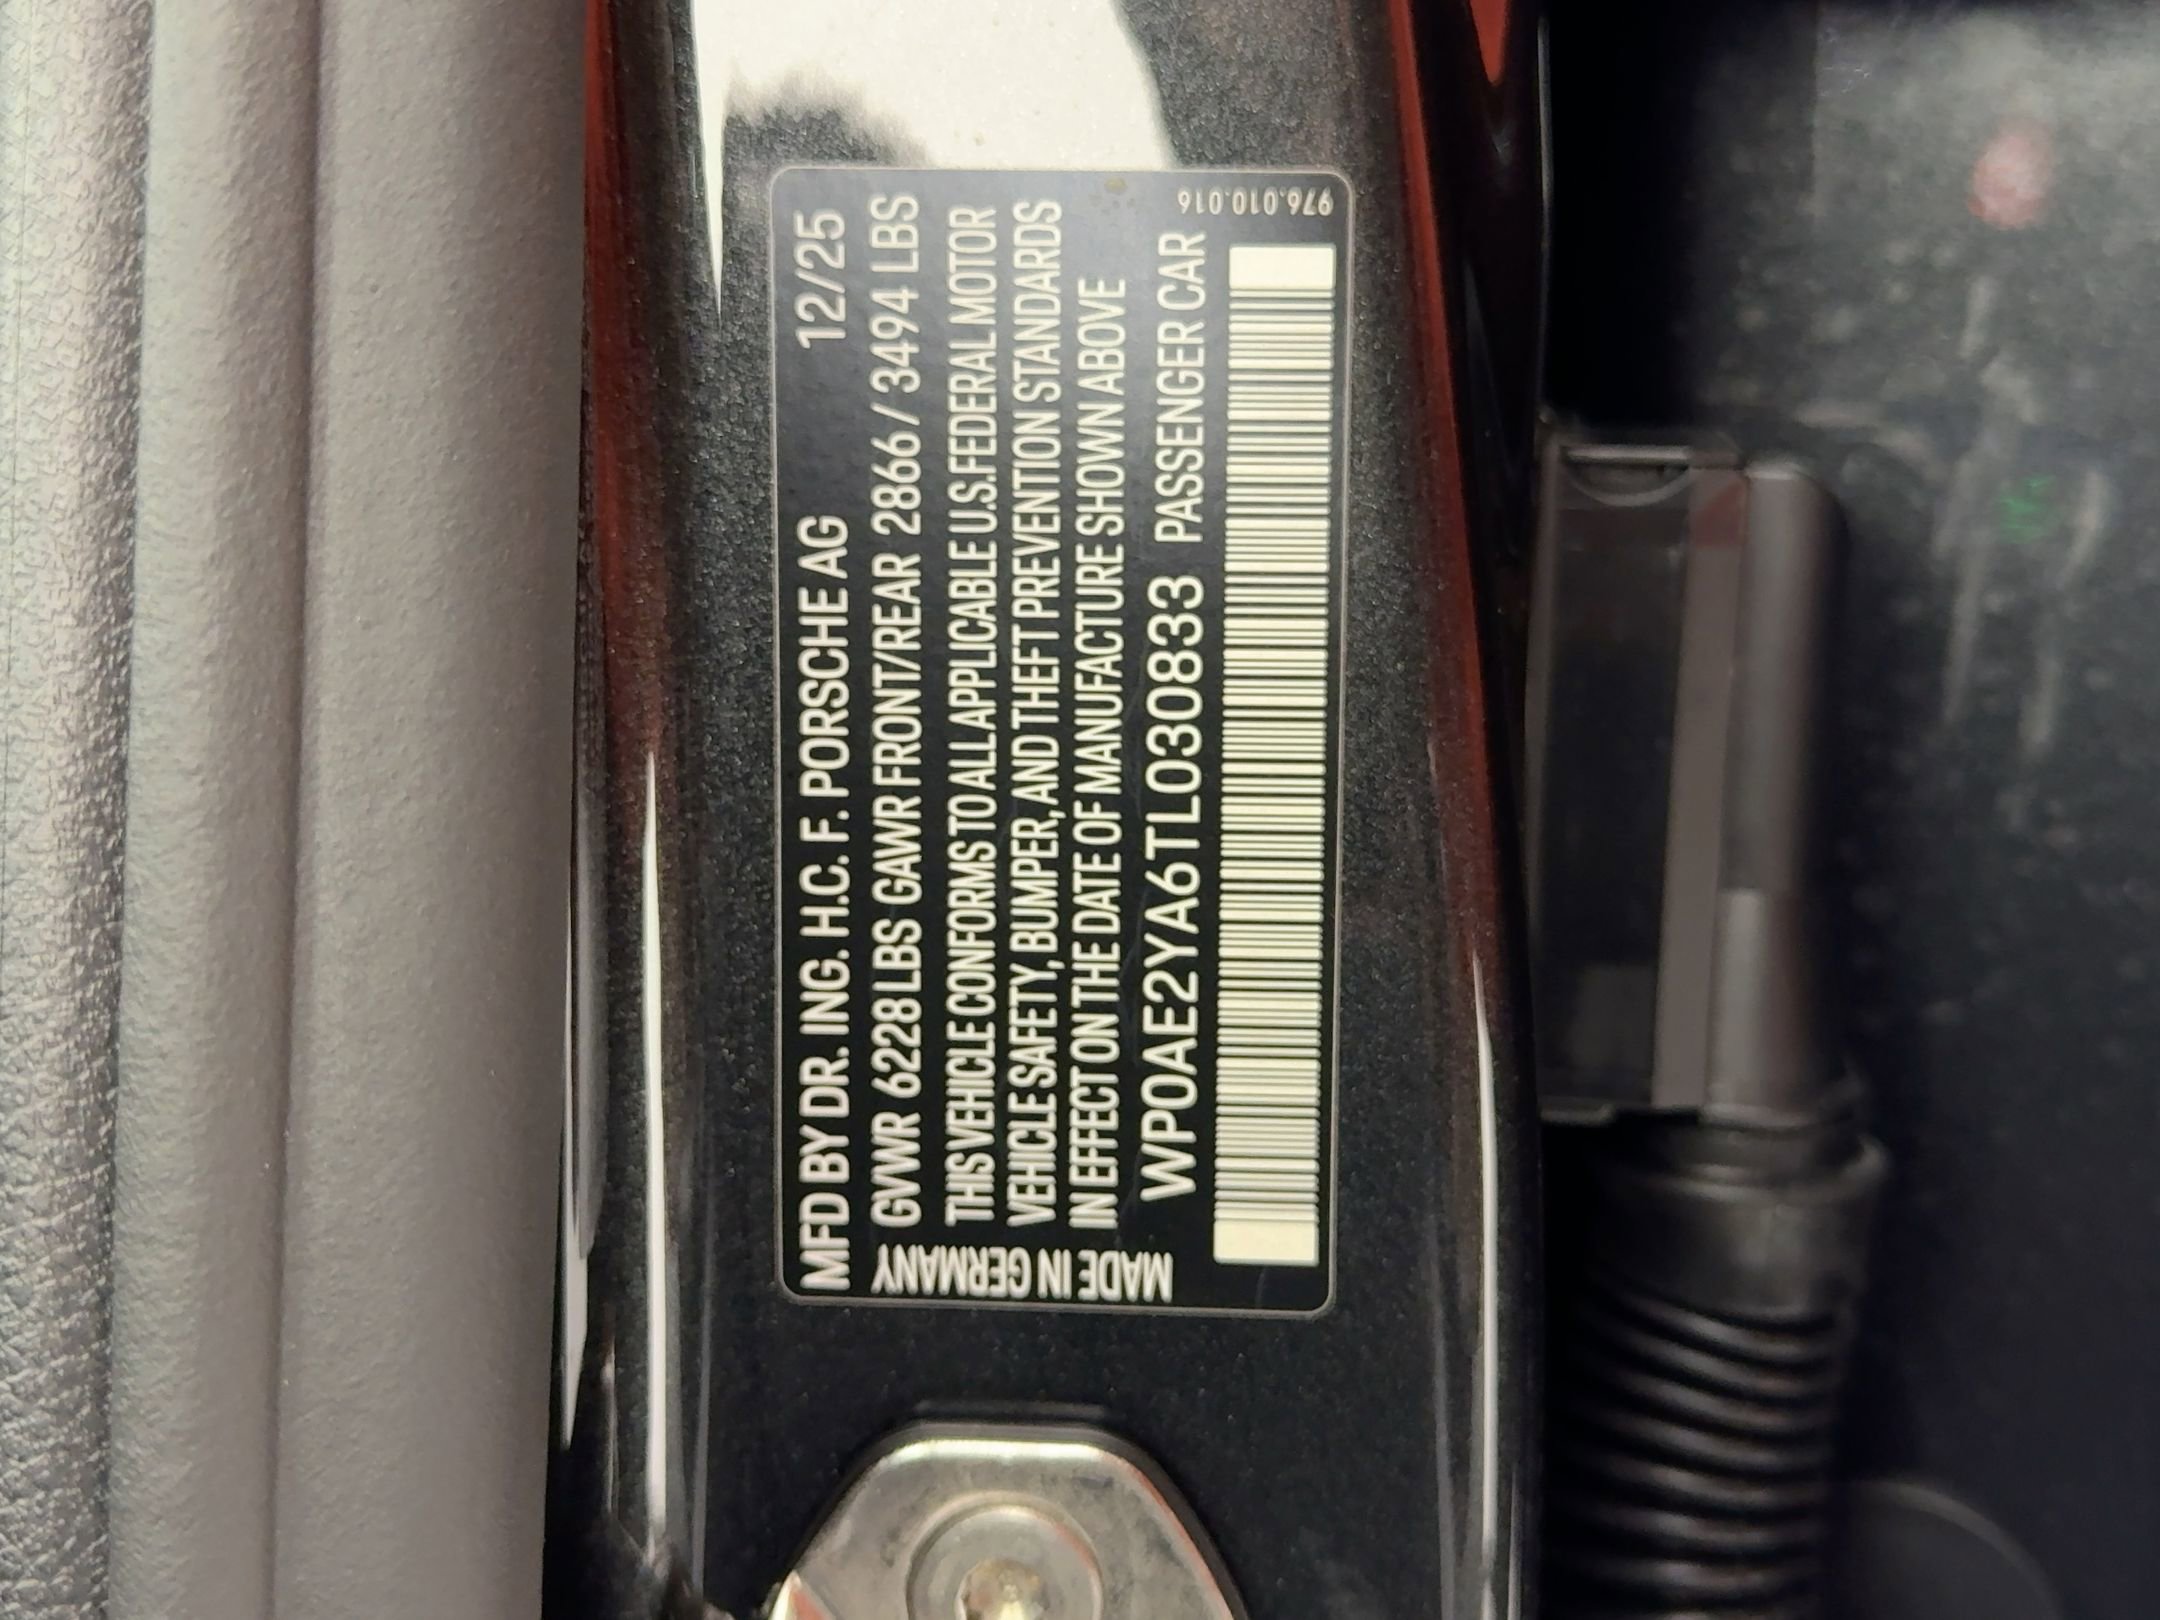 MFD BY DR. ING. H.C. F. PORSCHE AG 12/25
GVWR 6228 LBS GAWR FRONT/REAR 2866 / 3494 LBS
THIS VEHICLE CONFORMS TO ALL APPLICABLE U.S. FEDERAL MOTOR
VEHICLE SAFETY, BUMPER, AND THEFT PREVENTION STANDARDS
IN EFFECT ON THE DATE OF MANUFACTURE SHOWN ABOVE
WP0AE2YA6TL030833 PASSENGER CAR
MADE IN GERMANY
976.010.016